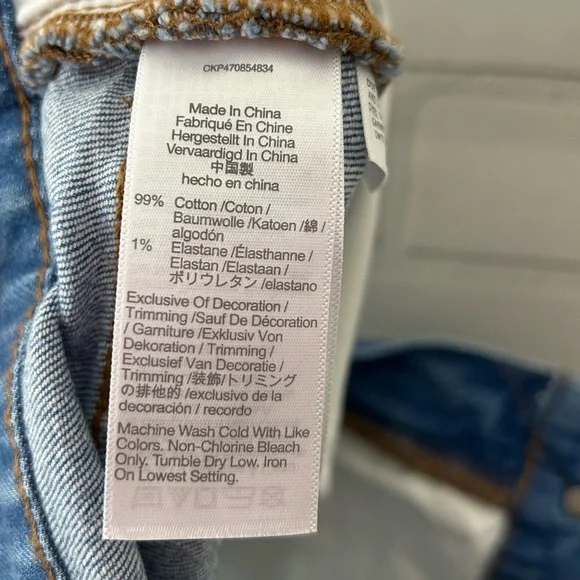 CKP470854834
Made In China
Fabriqué En Chine
Hergestellt In China
Vervaardigd In China
中国製
hecho en china
99% Cotton /Coton /
Baumwolle /Katoen /綿 /
algodón
1% Elastane /Élasthanne /
Elastan /Elastaan /
ポリウレタン /elastano
Exclusive Of Decoration /
Trimming /Sauf De Décoration
/ Garniture /Exklusiv Von
Dekoration / Trimming /
Exclusief Van Decoratie /
Trimming /装飾/トリミング
の排他的 /exclusivo de la
decoración / recordo
Machine Wash Cold With Like
Colors. Non-Chlorine Bleach
Only. Tumble Dry Low. Iron
On Lowest Setting.